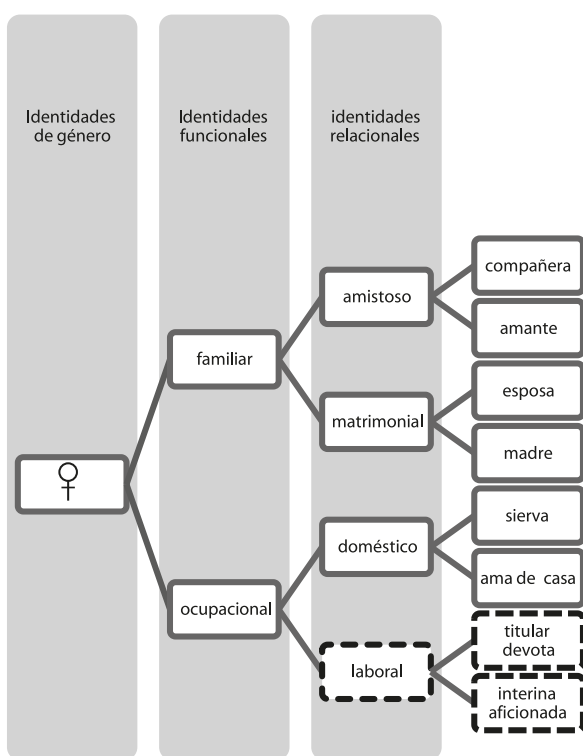 Identidades
de género
Identidades
funcionales
identidades
relacionales
compañera
amistoso
amante
familiar
esposa
matrimonial
madre
♀
sierva
doméstico
ama de casa
ocupacional
titular
devota
laboral
interina
aficionada